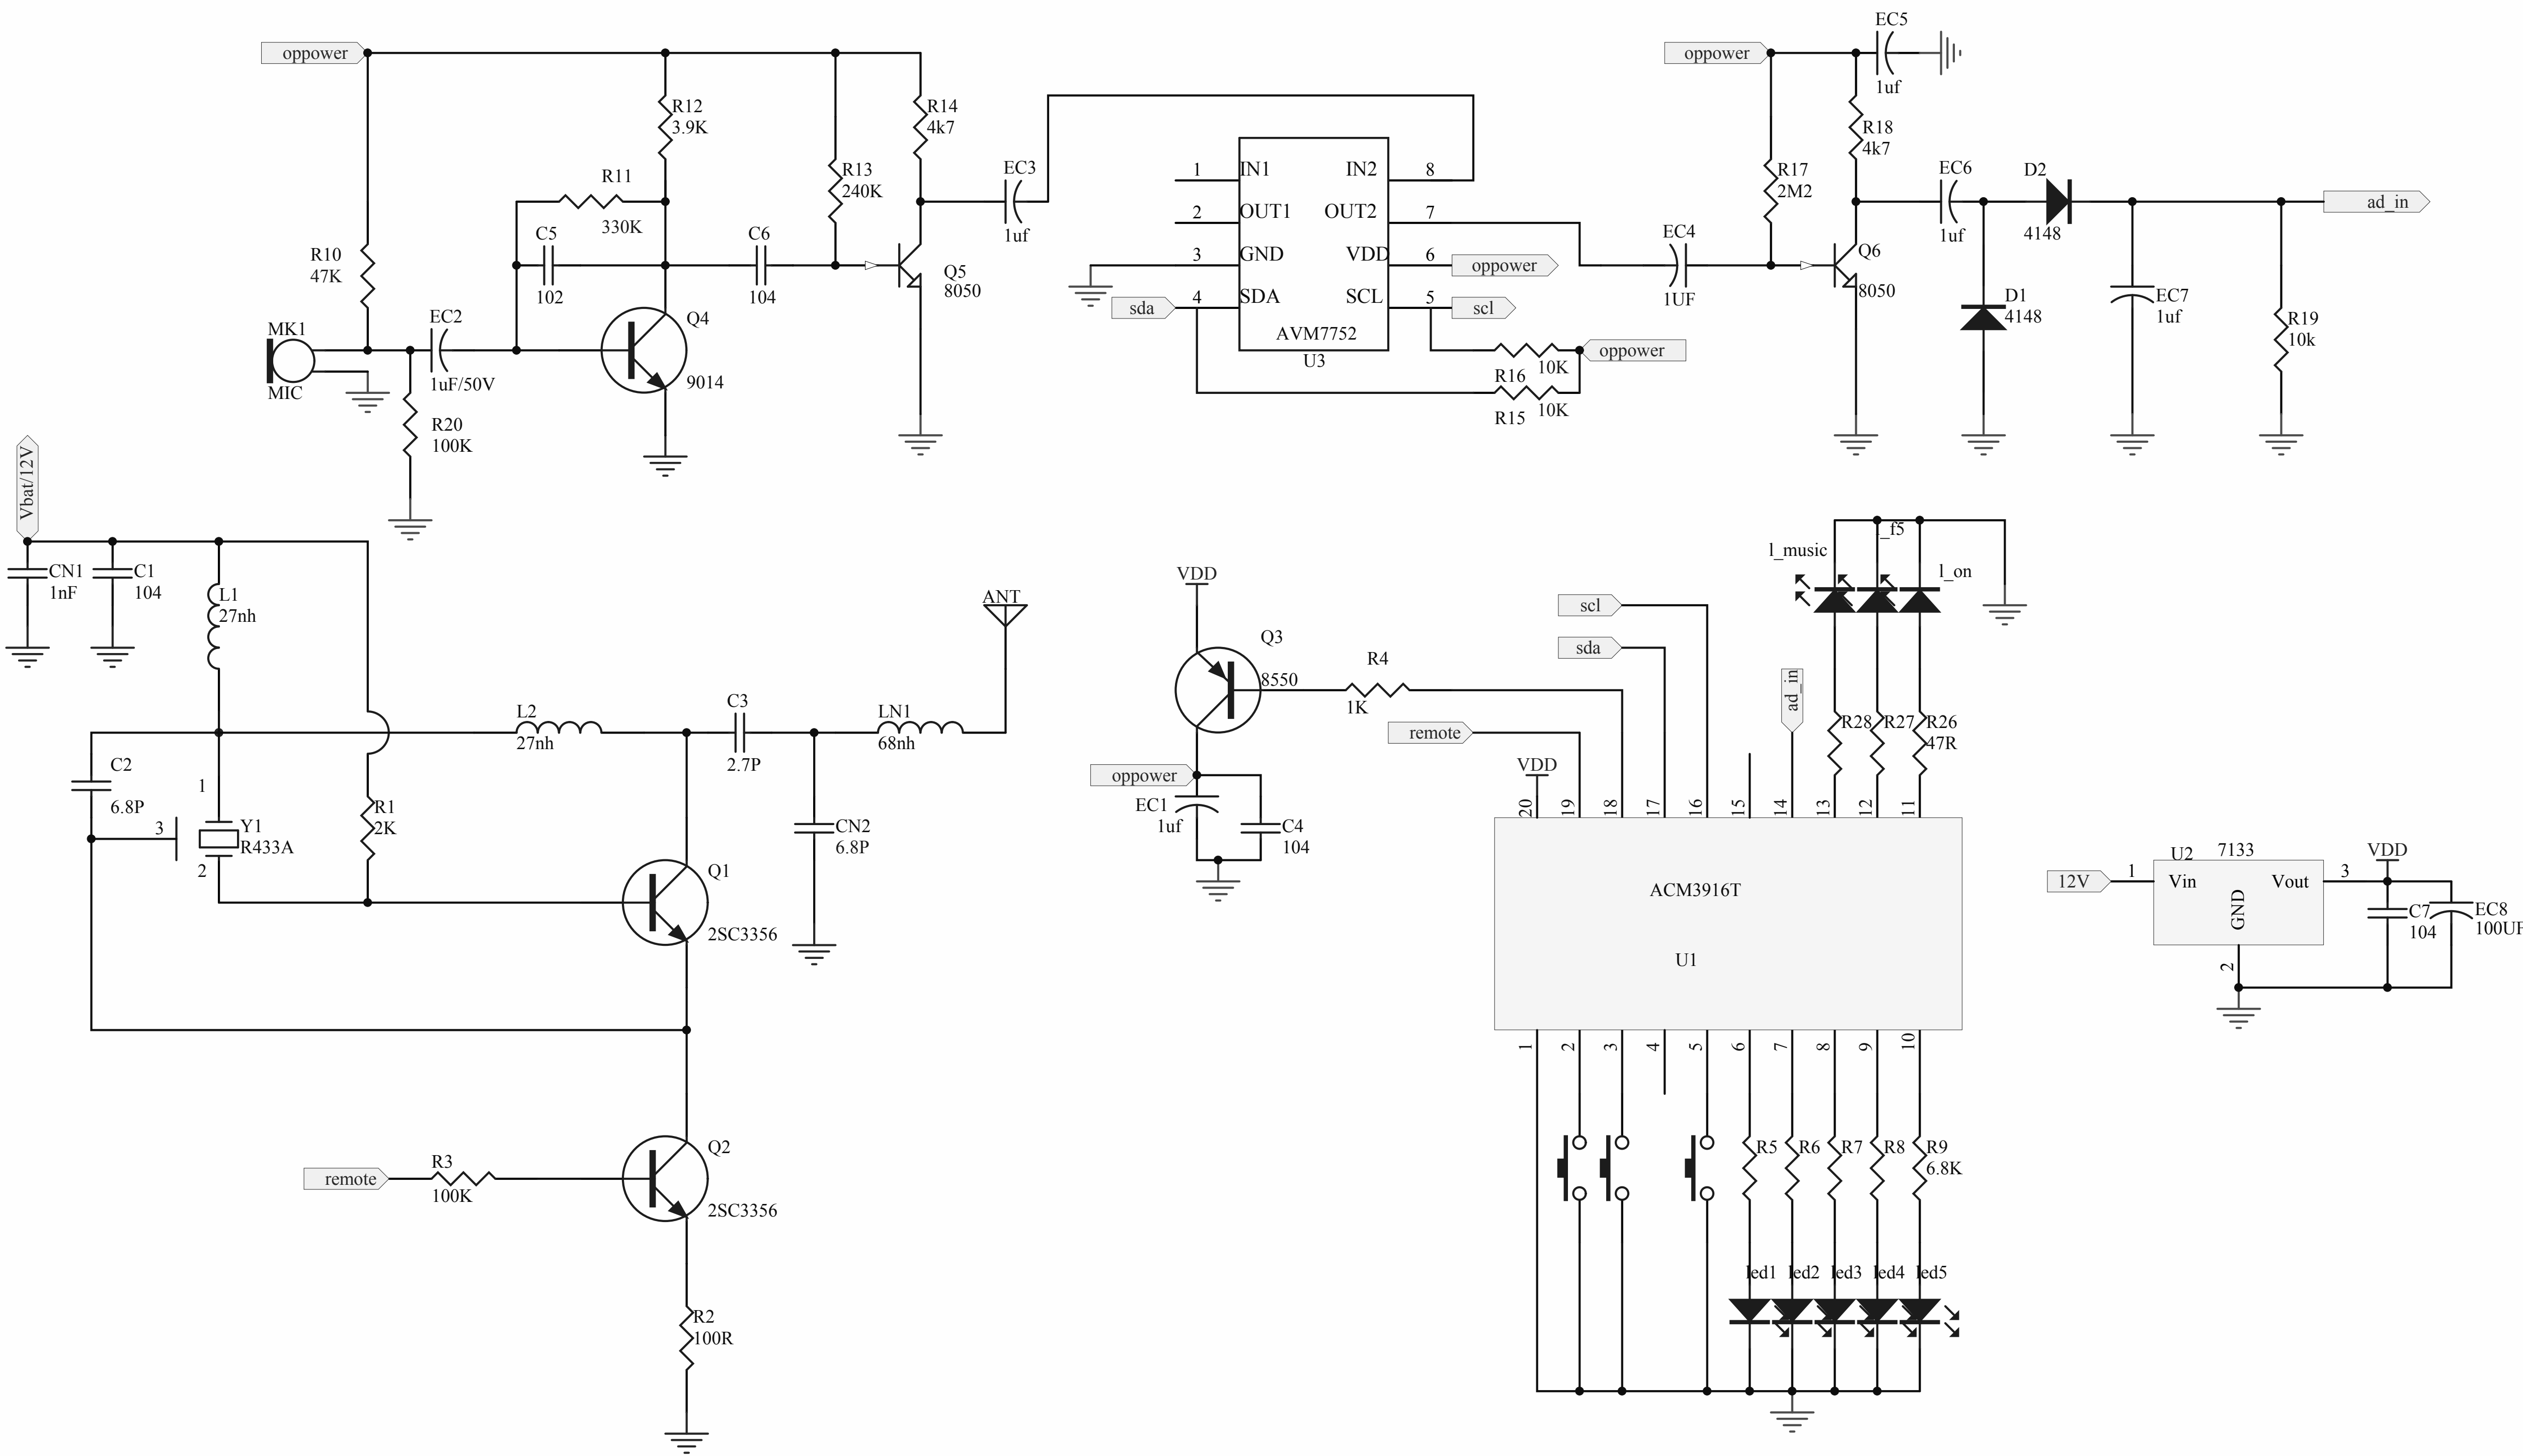 oppower
R12
3.9K
R14
4k7
R11
330K
R13
240K
EC3
1uf
R10
47K
C5
102
C6
104
Q5
8050
MK1
MIC
EC2
1uF/50V
Q4
9014
R20
100K
1
IN1
IN2
8
2
OUT1
OUT2
7
3
GND
VDD
6
oppower
sda
4
SDA
SCL
5
scl
AVM7752
U3
10K
oppower
R16
R15
10K
oppower
EC5
1uf
R18
4k7
R17
2M2
EC4
1UF
Q6
8050
EC6
1uf
D2
4148
ad_in
D1
4148
EC7
1uf
R19
10k
Vbat/12V
CN1
1nF
C1
104
L1
27nh
ANT
L2
27nh
C3
2.7P
LN1
68nh
C2
6.8P
1
3
Y1
R433A
2
R1
2K
CN2
6.8P
Q1
2SC3356
Q2
2SC3356
remote
R3
100K
R2
100R
VDD
Q3
8550
R4
1K
scl
sda
remote
oppower
EC1
1uf
C4
104
VDD
ad_in
l_music
l_f5
l_on
R28
R27
R26
47R
20
19
18
17
16
15
14
13
12
11
ACM3916T
U1
1
2
3
4
5
6
7
8
9
10
R5
R6
R7
R8
R9
6.8K
led1
led2
led3
led4
led5
12V
1
U2
7133
Vin
Vout
GND
3
2
VDD
C7
104
EC8
100UF